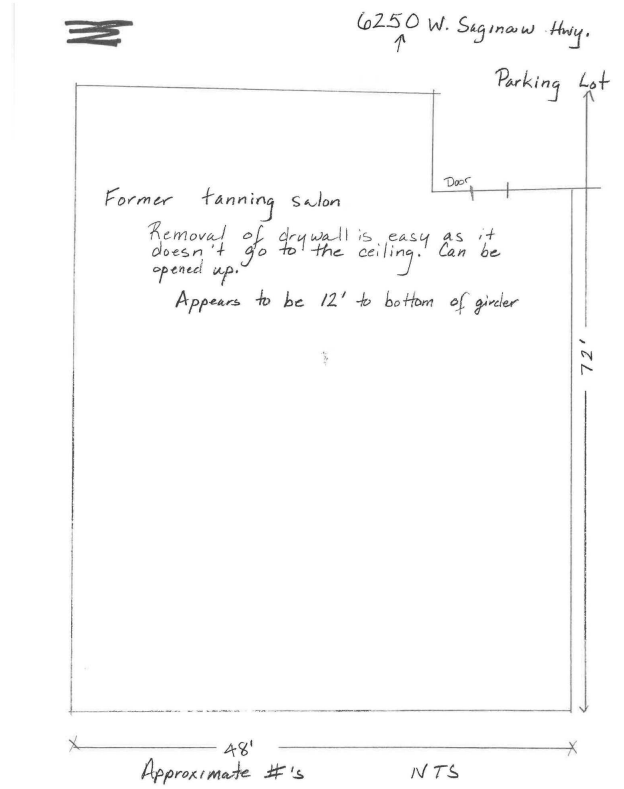 6250 W. Saginaw Hwy.
Parking Lot
Door
Former tanning salon
Removal of drywall is easy as it
doesn't go to the ceiling. Can be
opened up.
Appears to be 12' to bottom of girder
72'
48'
Approximate #'s NTS